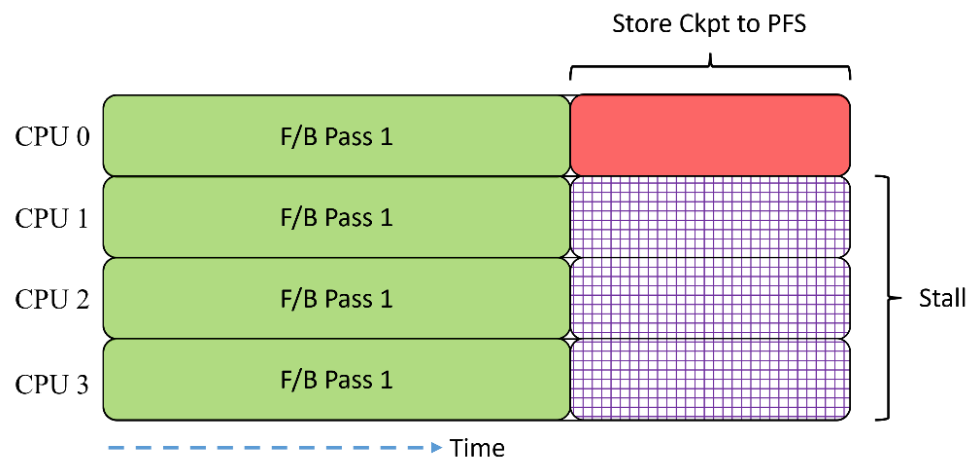 Store Ckpt to PFS
CPU 0
F/B Pass 1
CPU 1
F/B Pass 1
CPU 2
F/B Pass 1
Stall
CPU 3
F/B Pass 1
Time